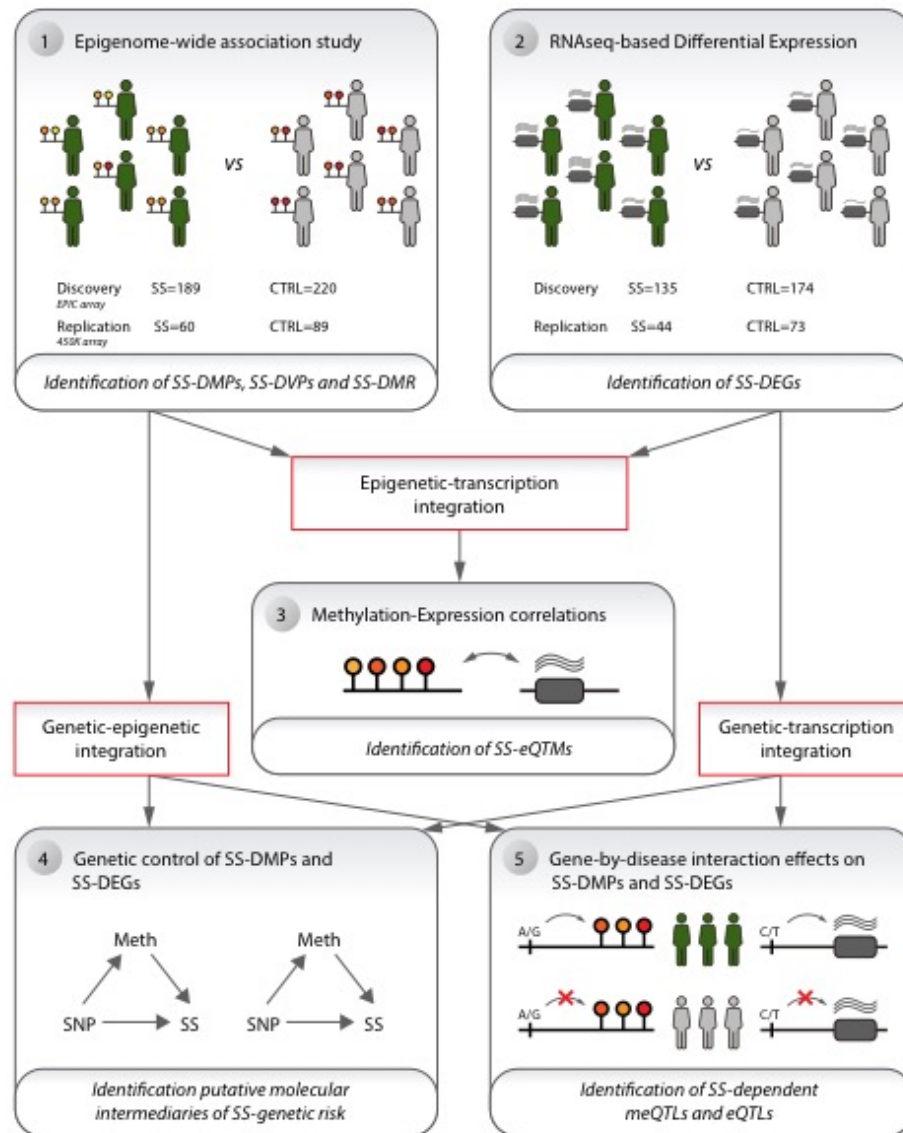 1 Epigenome-wide association study
vs
Discovery SS=189 CTRL=220
EPIC array
Replication SS=60 CTRL=89
450K array
Identification of SS-DMPs, SS-DVPs and SS-DMR
2 RNAseq-based Differential Expression
vs
Discovery SS=135 CTRL=174
Replication SS=44 CTRL=73
Identification of SS-DEGs
Epigenetic-transcription
integration
3 Methylation-Expression correlations
Identification of SS-eQTMs
Genetic-epigenetic
integration
Genetic-transcription
integration
4 Genetic control of SS-DMPs and
SS-DEGs
Meth Meth
SNP SS SNP SS
Identification putative molecular
intermediaries of SS-genetic risk
5 Gene-by-disease interaction effects on
SS-DMPs and SS-DEGs
A/G C/T
A/G C/T
Identification of SS-dependent
meQTLs and eQTLs